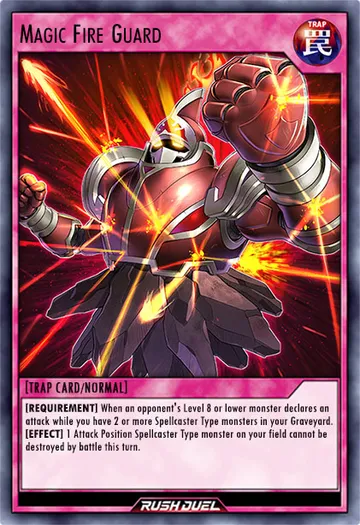 Magic Fire Guard
TRAP
罠
[TRAP CARD/NORMAL]
[REQUIREMENT] When an opponent's Level 8 or lower monster declares an
attack while you have 2 or more Spellcaster Type monsters in your Graveyard.
[EFFECT] 1 Attack Position Spellcaster Type monster on your field cannot be
destroyed by battle this turn.
RUSH DUEL